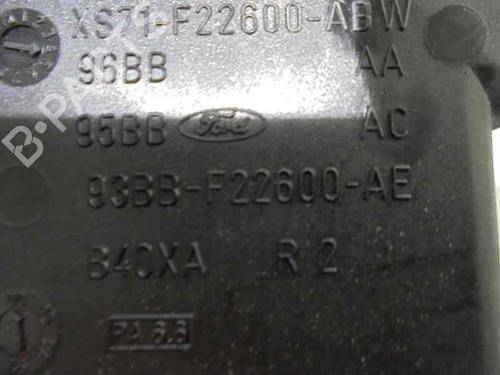 XS71-F22600-ABW
96BB AA
95BB Ford AC
93BB-F22600-AE
B4CXA R 2
PA 6.6